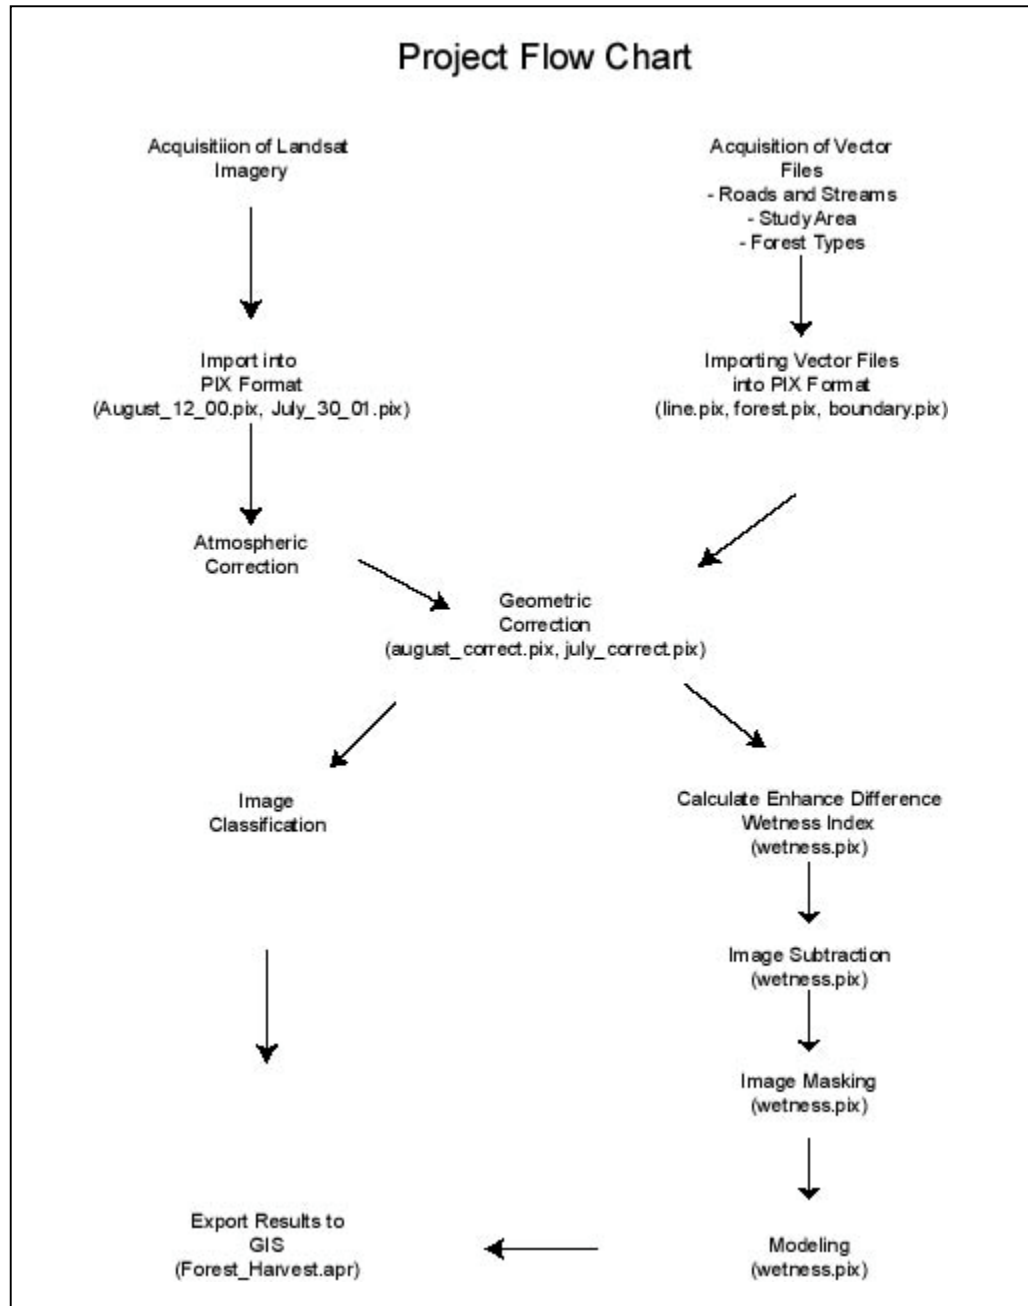 Project Flow Chart
Acquisitiion of Landsat
Imagery
Acquisition of Vector
Files
- Roads and Streams
- Study Area
- Forest Types
Import into
PIX Format
(August_12_00.pix, July_30_01.pix)
Importing Vector Files
into PIX Format
(line.pix, forest.pix, boundary.pix)
Atmospheric
Correction
Geometric
Correction
(august_correct.pix, july_correct.pix)
Image
Classification
Calculate Enhance Difference
Wetness Index
(wetness.pix)
Image Subtraction
(wetness.pix)
Image Masking
(wetness.pix)
Export Results to
GIS
(Forest_Harvest.apr)
Modeling
(wetness.pix)